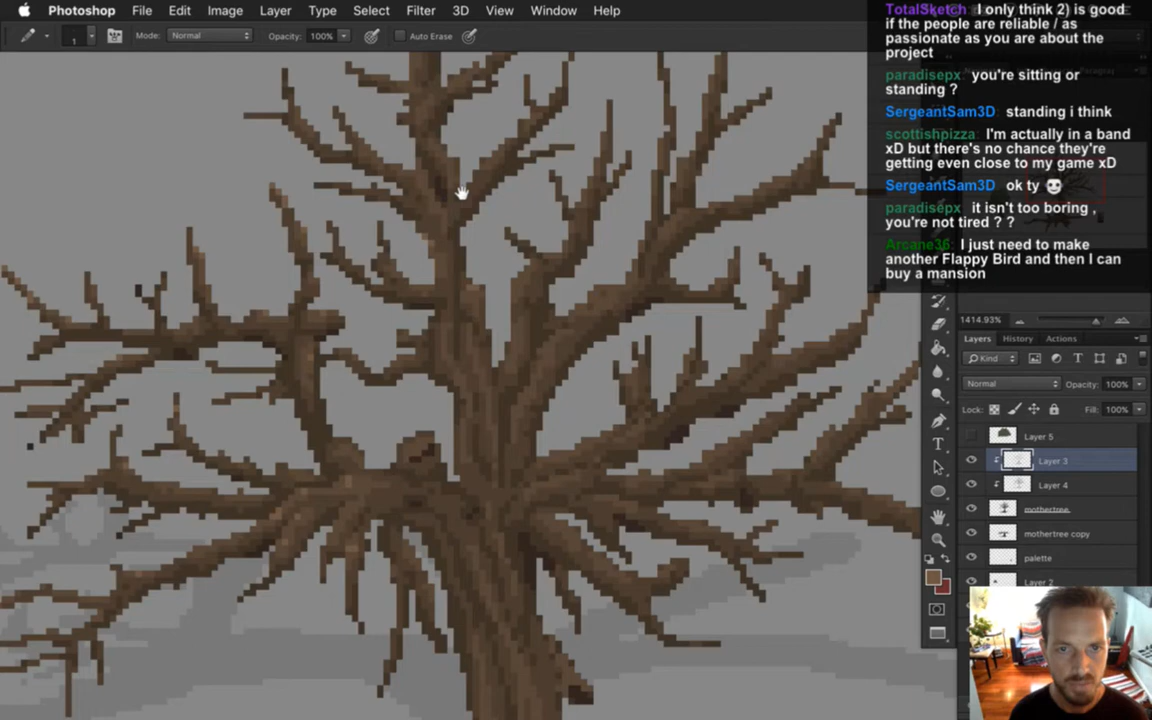 Photoshop File Edit Image Layer Type Select Filter 3D View Window Help
1 Mode: Normal Opacity: 100% Auto Erase
TotalSketch: I only think 2) is good
if the people are reliable / as
passionate as you are about the
project
paradisepx: you're sitting or
standing ?
SergeantSam3D: standing i think
scottishpizza: I'm actually in a band
xD but there's no chance they're
getting even close to my game xD
SergeantSam3D: ok ty
paradisepx: it isn't too boring ,
you're not tired ? ?
Arcane36: I just need to make
another Flappy Bird and then I can
buy a mansion
1414.93%
Layers History Actions
Kind
Normal Opacity: 100%
Lock: Fill: 100%
Layer 5
Layer 3
Layer 4
mothertree
mothertree copy
palette
Layer 2